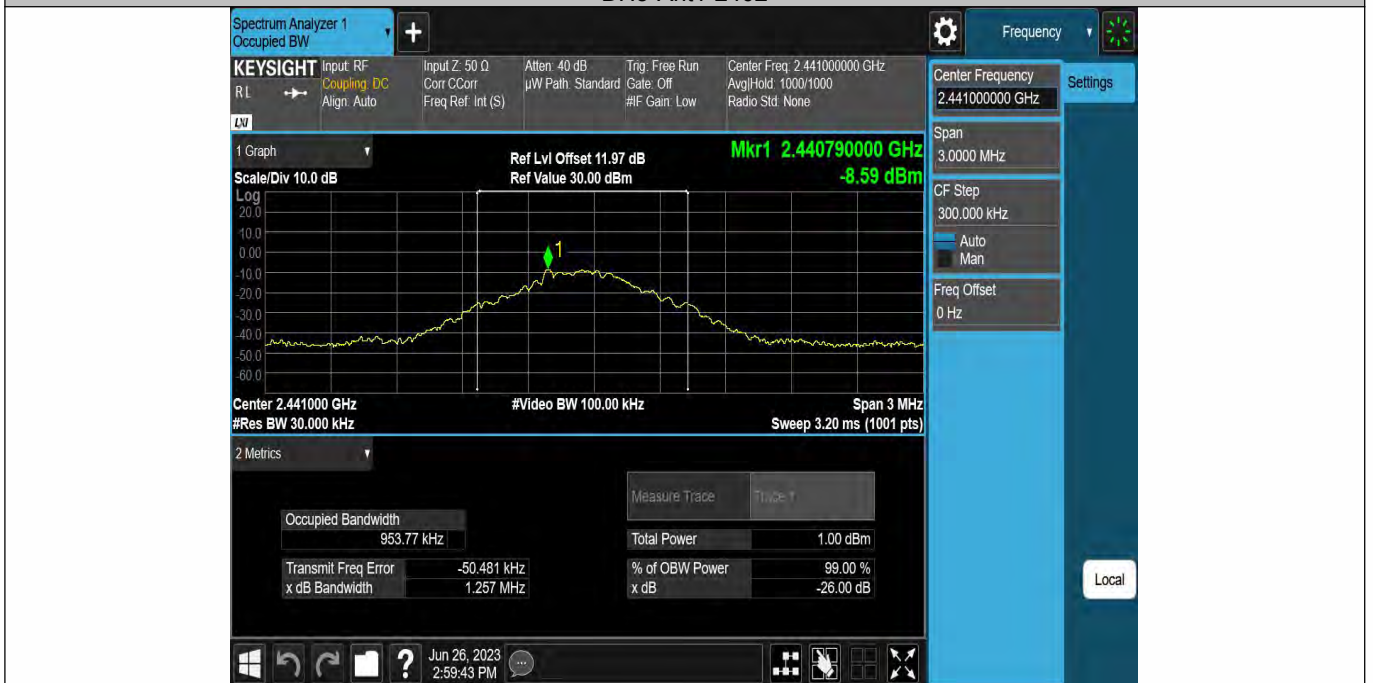 Spectrum Analyzer 1
Occupied BW
Frequency
KEYSIGHT
R L
LXI
Input: RF
Coupling: DC
Align: Auto
Input Z: 50 Ω
Corr CCorr
Freq Ref: Int (S)
Atten: 40 dB
µW Path: Standard
Trig: Free Run
Gate: Off
#IF Gain: Low
Center Freq: 2.441000000 GHz
Avg|Hold: 1000/1000
Radio Std: None
Center Frequency
2.441000000 GHz
Settings
Span
3.0000 MHz
CF Step
300.000 kHz
Auto
Man
Freq Offset
0 Hz
Local
1 Graph
Scale/Div 10.0 dB
Ref Lvl Offset 11.97 dB
Ref Value 30.00 dBm
Mkr1 2.440790000 GHz
-8.59 dBm
Log
20.0
10.0
0.00
-10.0
-20.0
-30.0
-40.0
-50.0
-60.0
1
Center 2.441000 GHz
#Video BW 100.00 kHz
Span 3 MHz
#Res BW 30.000 kHz
Sweep 3.20 ms (1001 pts)
2 Metrics
Measure Trace
Trace 1
Occupied Bandwidth
953.77 kHz
Total Power
1.00 dBm
Transmit Freq Error
-50.481 kHz
% of OBW Power
99.00 %
x dB Bandwidth
1.257 MHz
x dB
-26.00 dB
Jun 26, 2023
2:59:43 PM